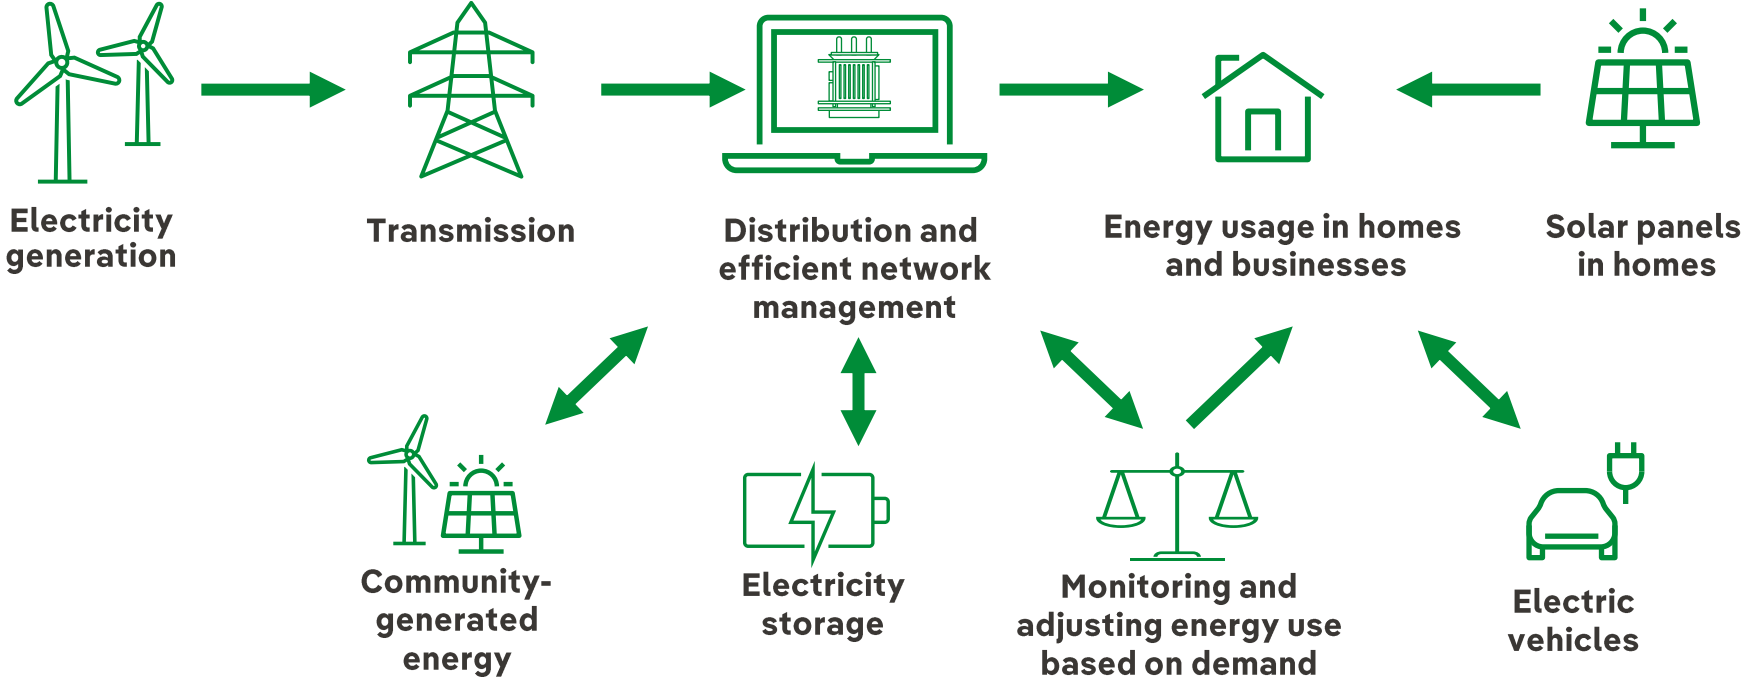 Electricity
generation
Transmission
Distribution and
efficient network
management
Energy usage in homes
and businesses
Solar panels
in homes
Community-
generated
energy
Electricity
storage
Monitoring and
adjusting energy use
based on demand
Electric
vehicles